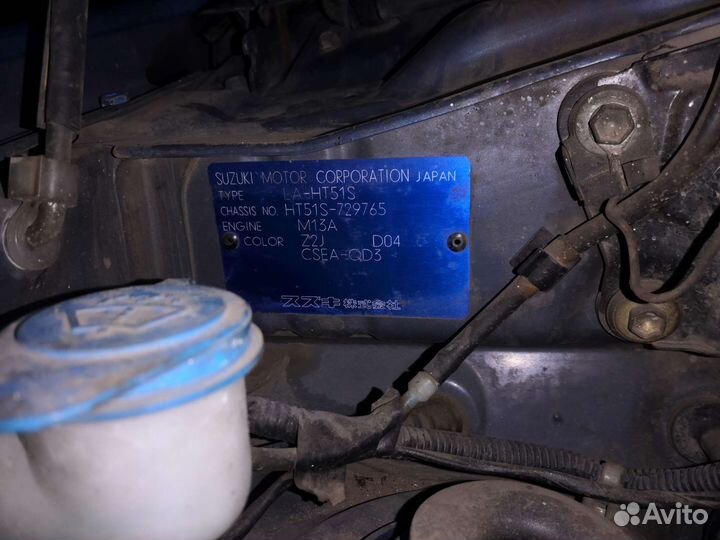 SUZUKI MOTOR CORPORATION JAPAN
TYPE LA-HT51S
CHASSIS NO. HT51S-729765
ENGINE M13A
COLOR Z2J D04
CSEA-QD3
スズキ株式会社
Avito